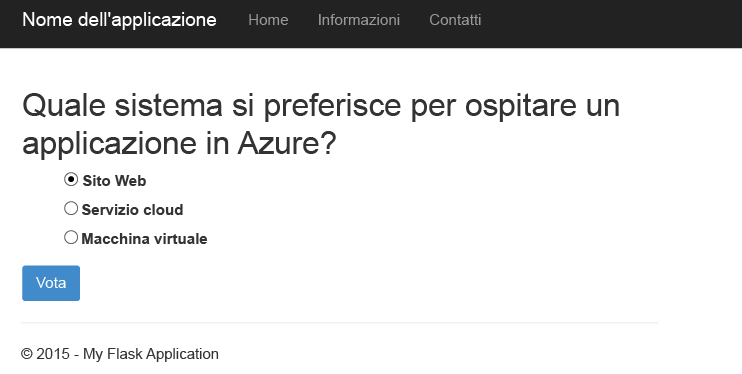 Nome dell'applicazione Home Informazioni Contatti
Quale sistema si preferisce per ospitare un
applicazione in Azure?
Sito Web
Servizio cloud
Macchina virtuale
Vota
© 2015 - My Flask Application